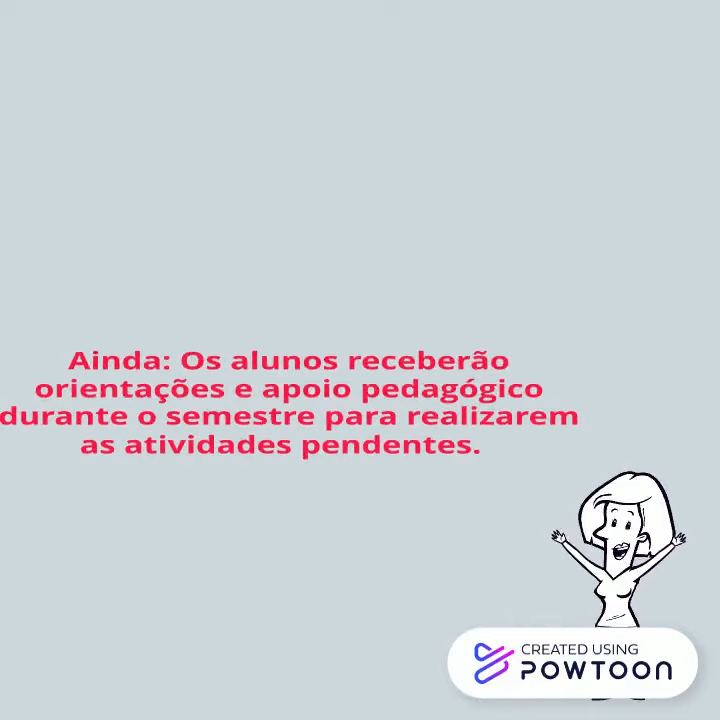 Ainda: Os alunos receberão
orientações e apoio pedagógico
durante o semestre para realizarem
as atividades pendentes.
CREATED USING
POWTOON